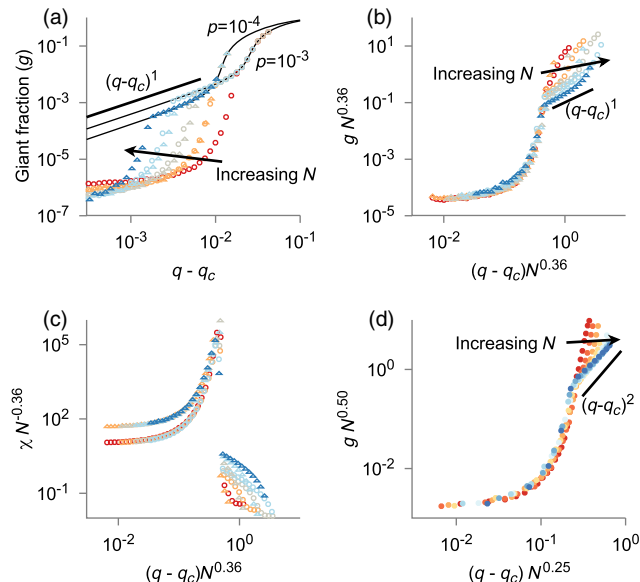 (a)
Giant fraction (g)
10⁻¹
10⁻³
10⁻⁵
10⁻⁷
p=10⁻⁴
p=10⁻³
(q-q_c)¹
Increasing N
10⁻³
10⁻²
10⁻¹
q - q_c
(b)
g N^0.36
10¹
10⁻¹
10⁻³
10⁻⁵
Increasing N
(q-q_c)¹
10⁻²
10⁰
(q - q_c)N^0.36
(c)
χ N^-0.36
10⁵
10²
10⁻¹
10⁻²
10⁰
(q - q_c)N^0.36
(d)
g N^0.50
10⁰
10⁻²
Increasing N
(q-q_c)²
10⁻²
10⁻¹
10⁰
(q - q_c) N^0.25